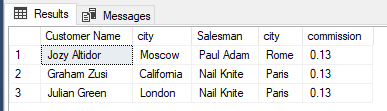 Results Messages
Customer Name city Salesman city commission
1 Jozy Altidor Moscow Paul Adam Rome 0.13
2 Graham Zusi California Nail Knite Paris 0.13
3 Julian Green London Nail Knite Paris 0.13